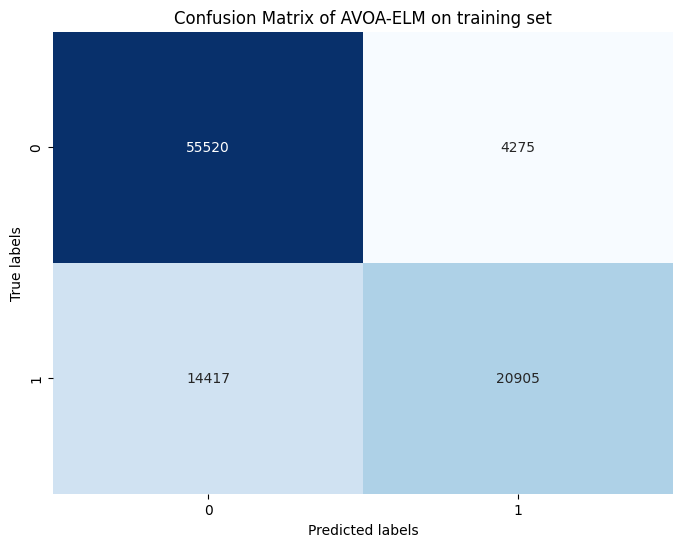 Confusion Matrix of AVOA-ELM on training set
True labels
0
55520
4275
1
14417
20905
0
1
Predicted labels